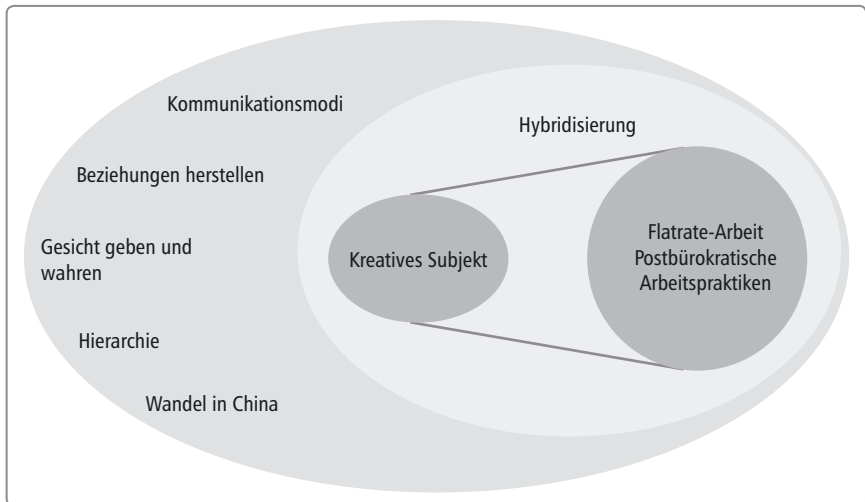 Kommunikationsmodi
Hybridisierung
Beziehungen herstellen
Gesicht geben und
wahren
Kreatives Subjekt
Flatrate-Arbeit
Postbürokratische
Arbeitspraktiken
Hierarchie
Wandel in China